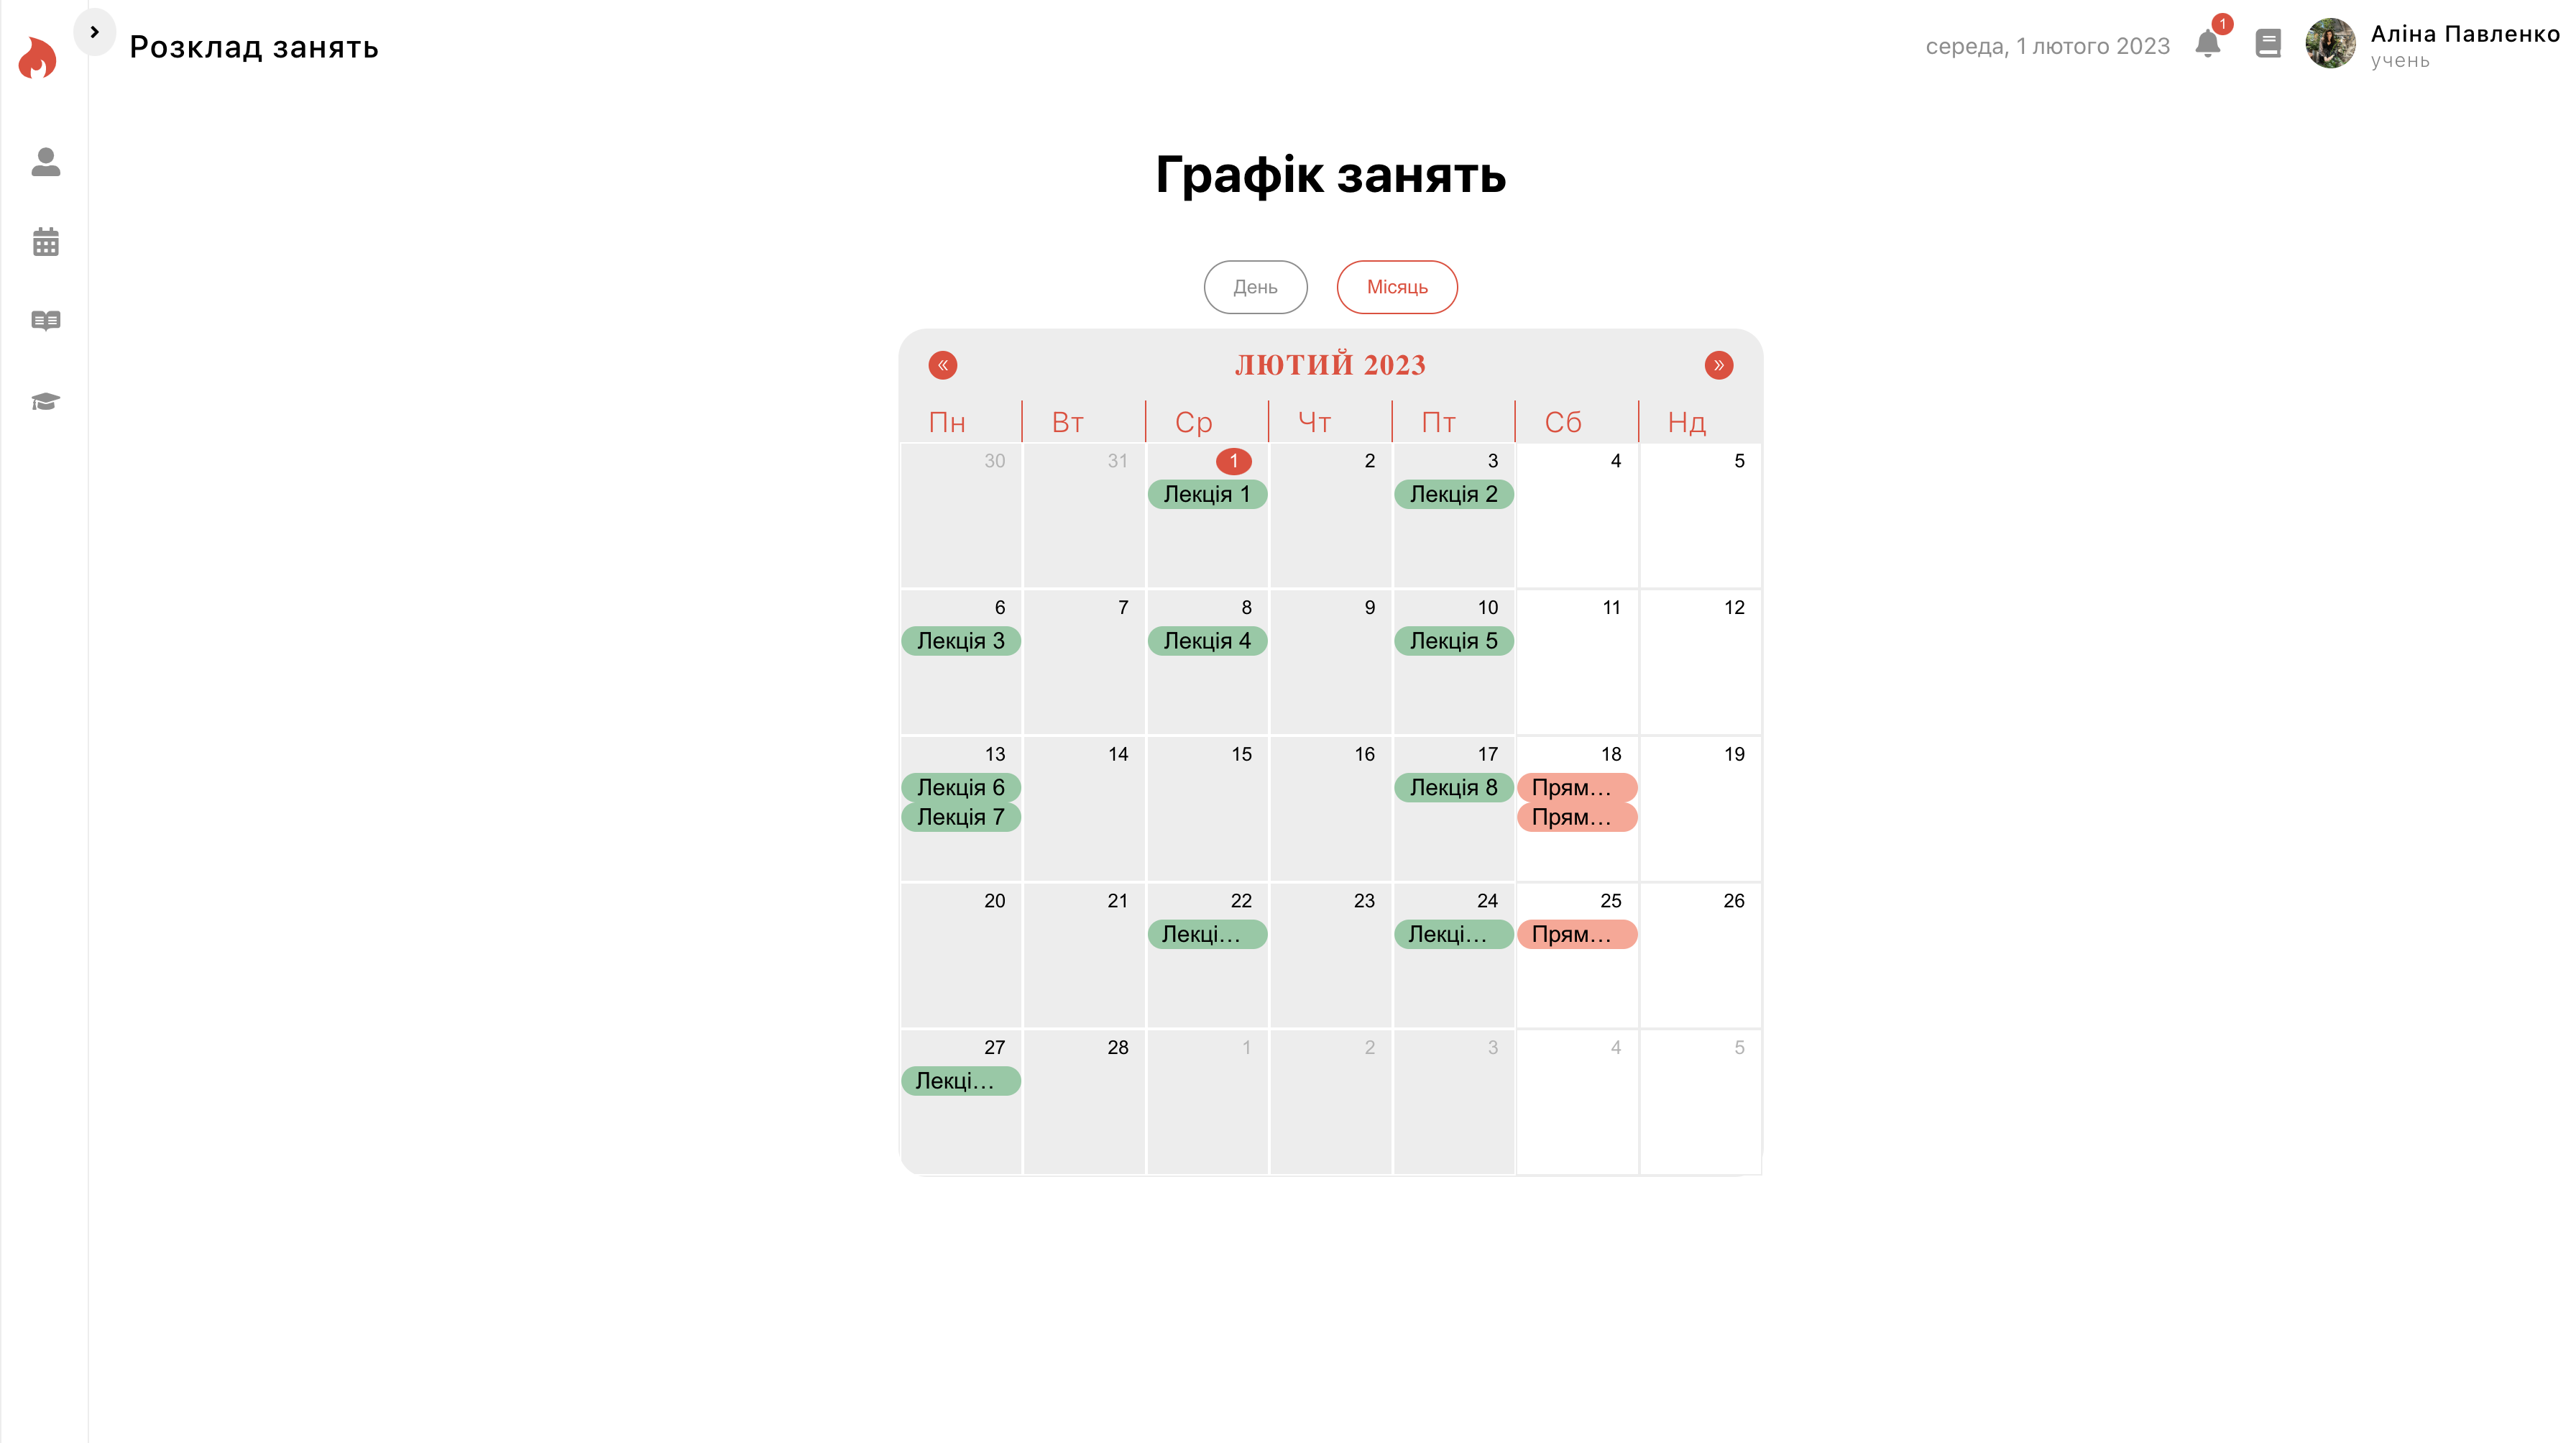 Розклад занять
середа, 1 лютого 2023
1
Аліна Павленко
учень
Графік занять
День Місяць
« ЛЮТИЙ 2023 »
Пн Вт Ср Чт Пт Сб Нд
30 31 1 2 3 4 5
Лекція 1 Лекція 2
6 7 8 9 10 11 12
Лекція 3 Лекція 4 Лекція 5
13 14 15 16 17 18 19
Лекція 6 Лекція 8 Прям...
Лекція 7 Прям...
20 21 22 23 24 25 26
Лекці... Лекці... Прям...
27 28 1 2 3 4 5
Лекці...